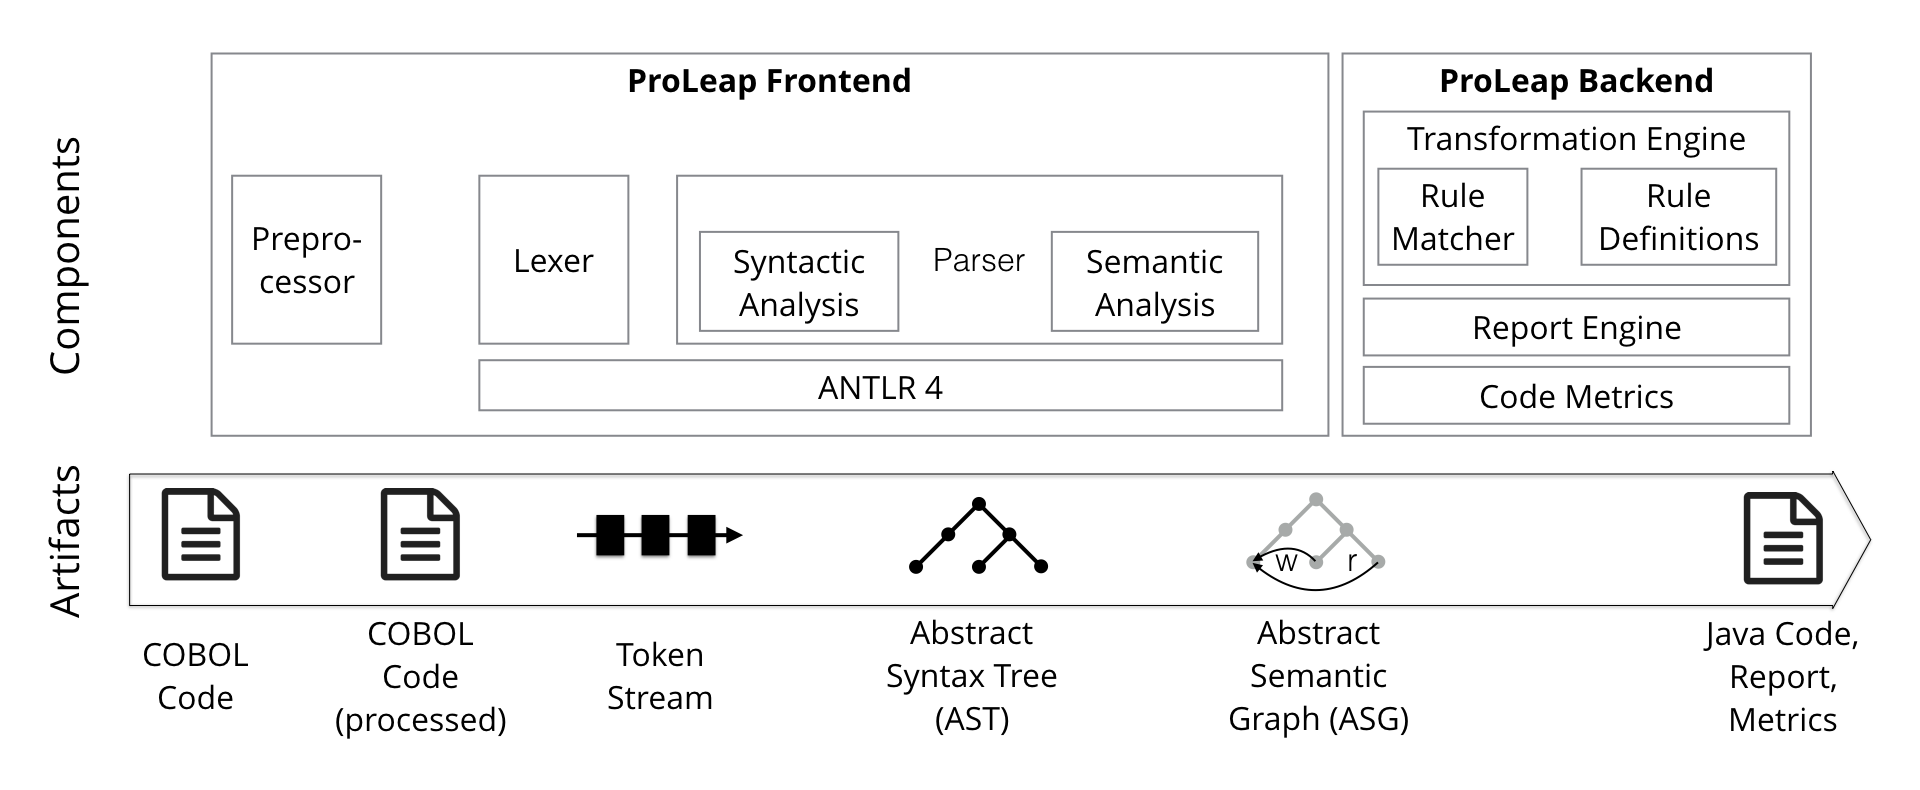 Components
ProLeap Frontend
Prepro-
cessor
Lexer
Syntactic
Analysis
Parser
Semantic
Analysis
ANTLR 4
ProLeap Backend
Transformation Engine
Rule
Matcher
Rule
Definitions
Report Engine
Code Metrics
Artifacts
w
r
COBOL
Code
COBOL
Code
(processed)
Token
Stream
Abstract
Syntax Tree
(AST)
Abstract
Semantic
Graph (ASG)
Java Code,
Report,
Metrics